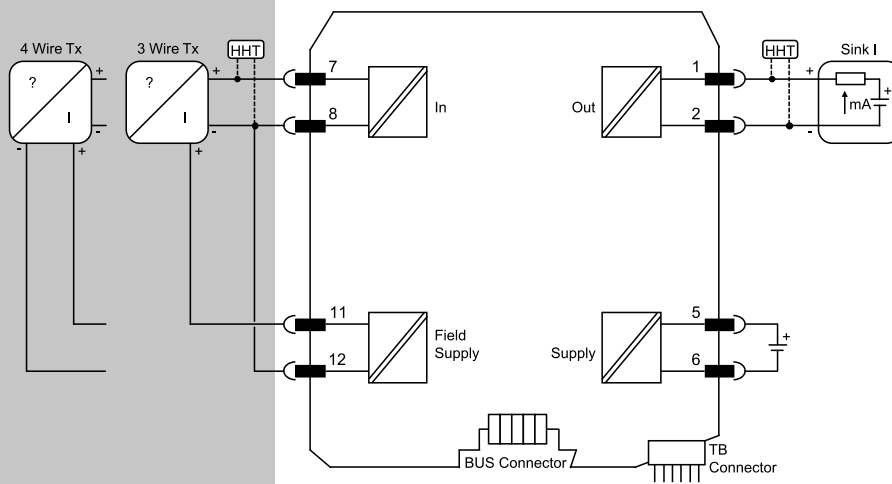 4 Wire Tx
3 Wire Tx
HHT
HHT
Sink I
?
I
+
-
-
+
?
I
+
-
+
7
8
In
Out
1
2
+
-
mA
+
11
12
Field
Supply
Supply
5
6
+
BUS Connector
TB
Connector